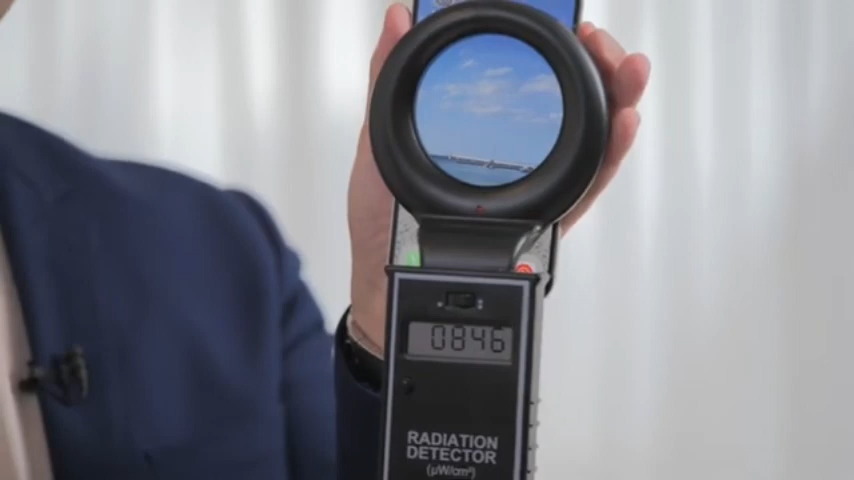 0846
RADIATION
DETECTOR
(μW/cm²)